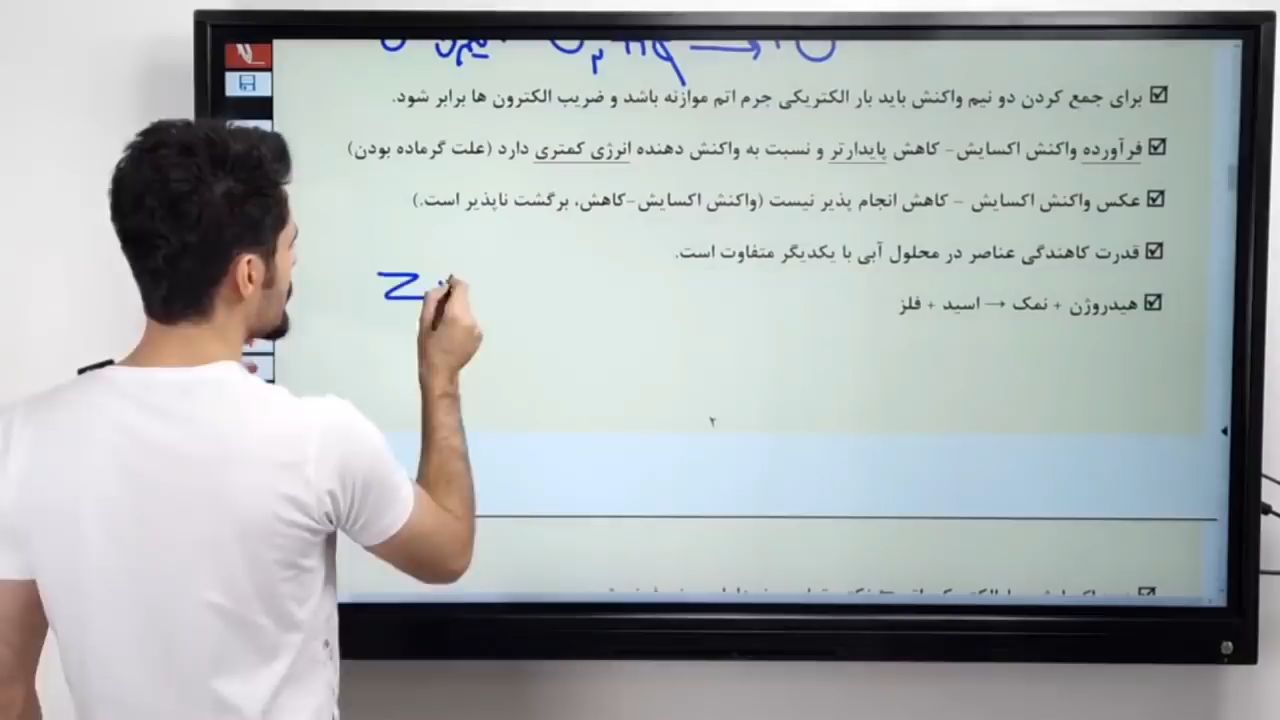 برای جمع کردن دو نیم واکنش باید بار الکتریکی جرم اتم موازنه باشد و ضریب الکترون ها برابر شود.
فرآورده واکنش اکسایش- کاهش پایدارتر و نسبت به واکنش دهنده انرژی کمتری دارد (علت گرماده بودن)
عکس واکنش اکسایش – کاهش انجام پذیر نیست (واکنش اکسایش-کاهش، برگشت ناپذیر است.)
قدرت کاهندگی عناصر در محلول آبی با یکدیگر متفاوت است.
Z
هیدروژن + نمک → اسید + فلز
۲